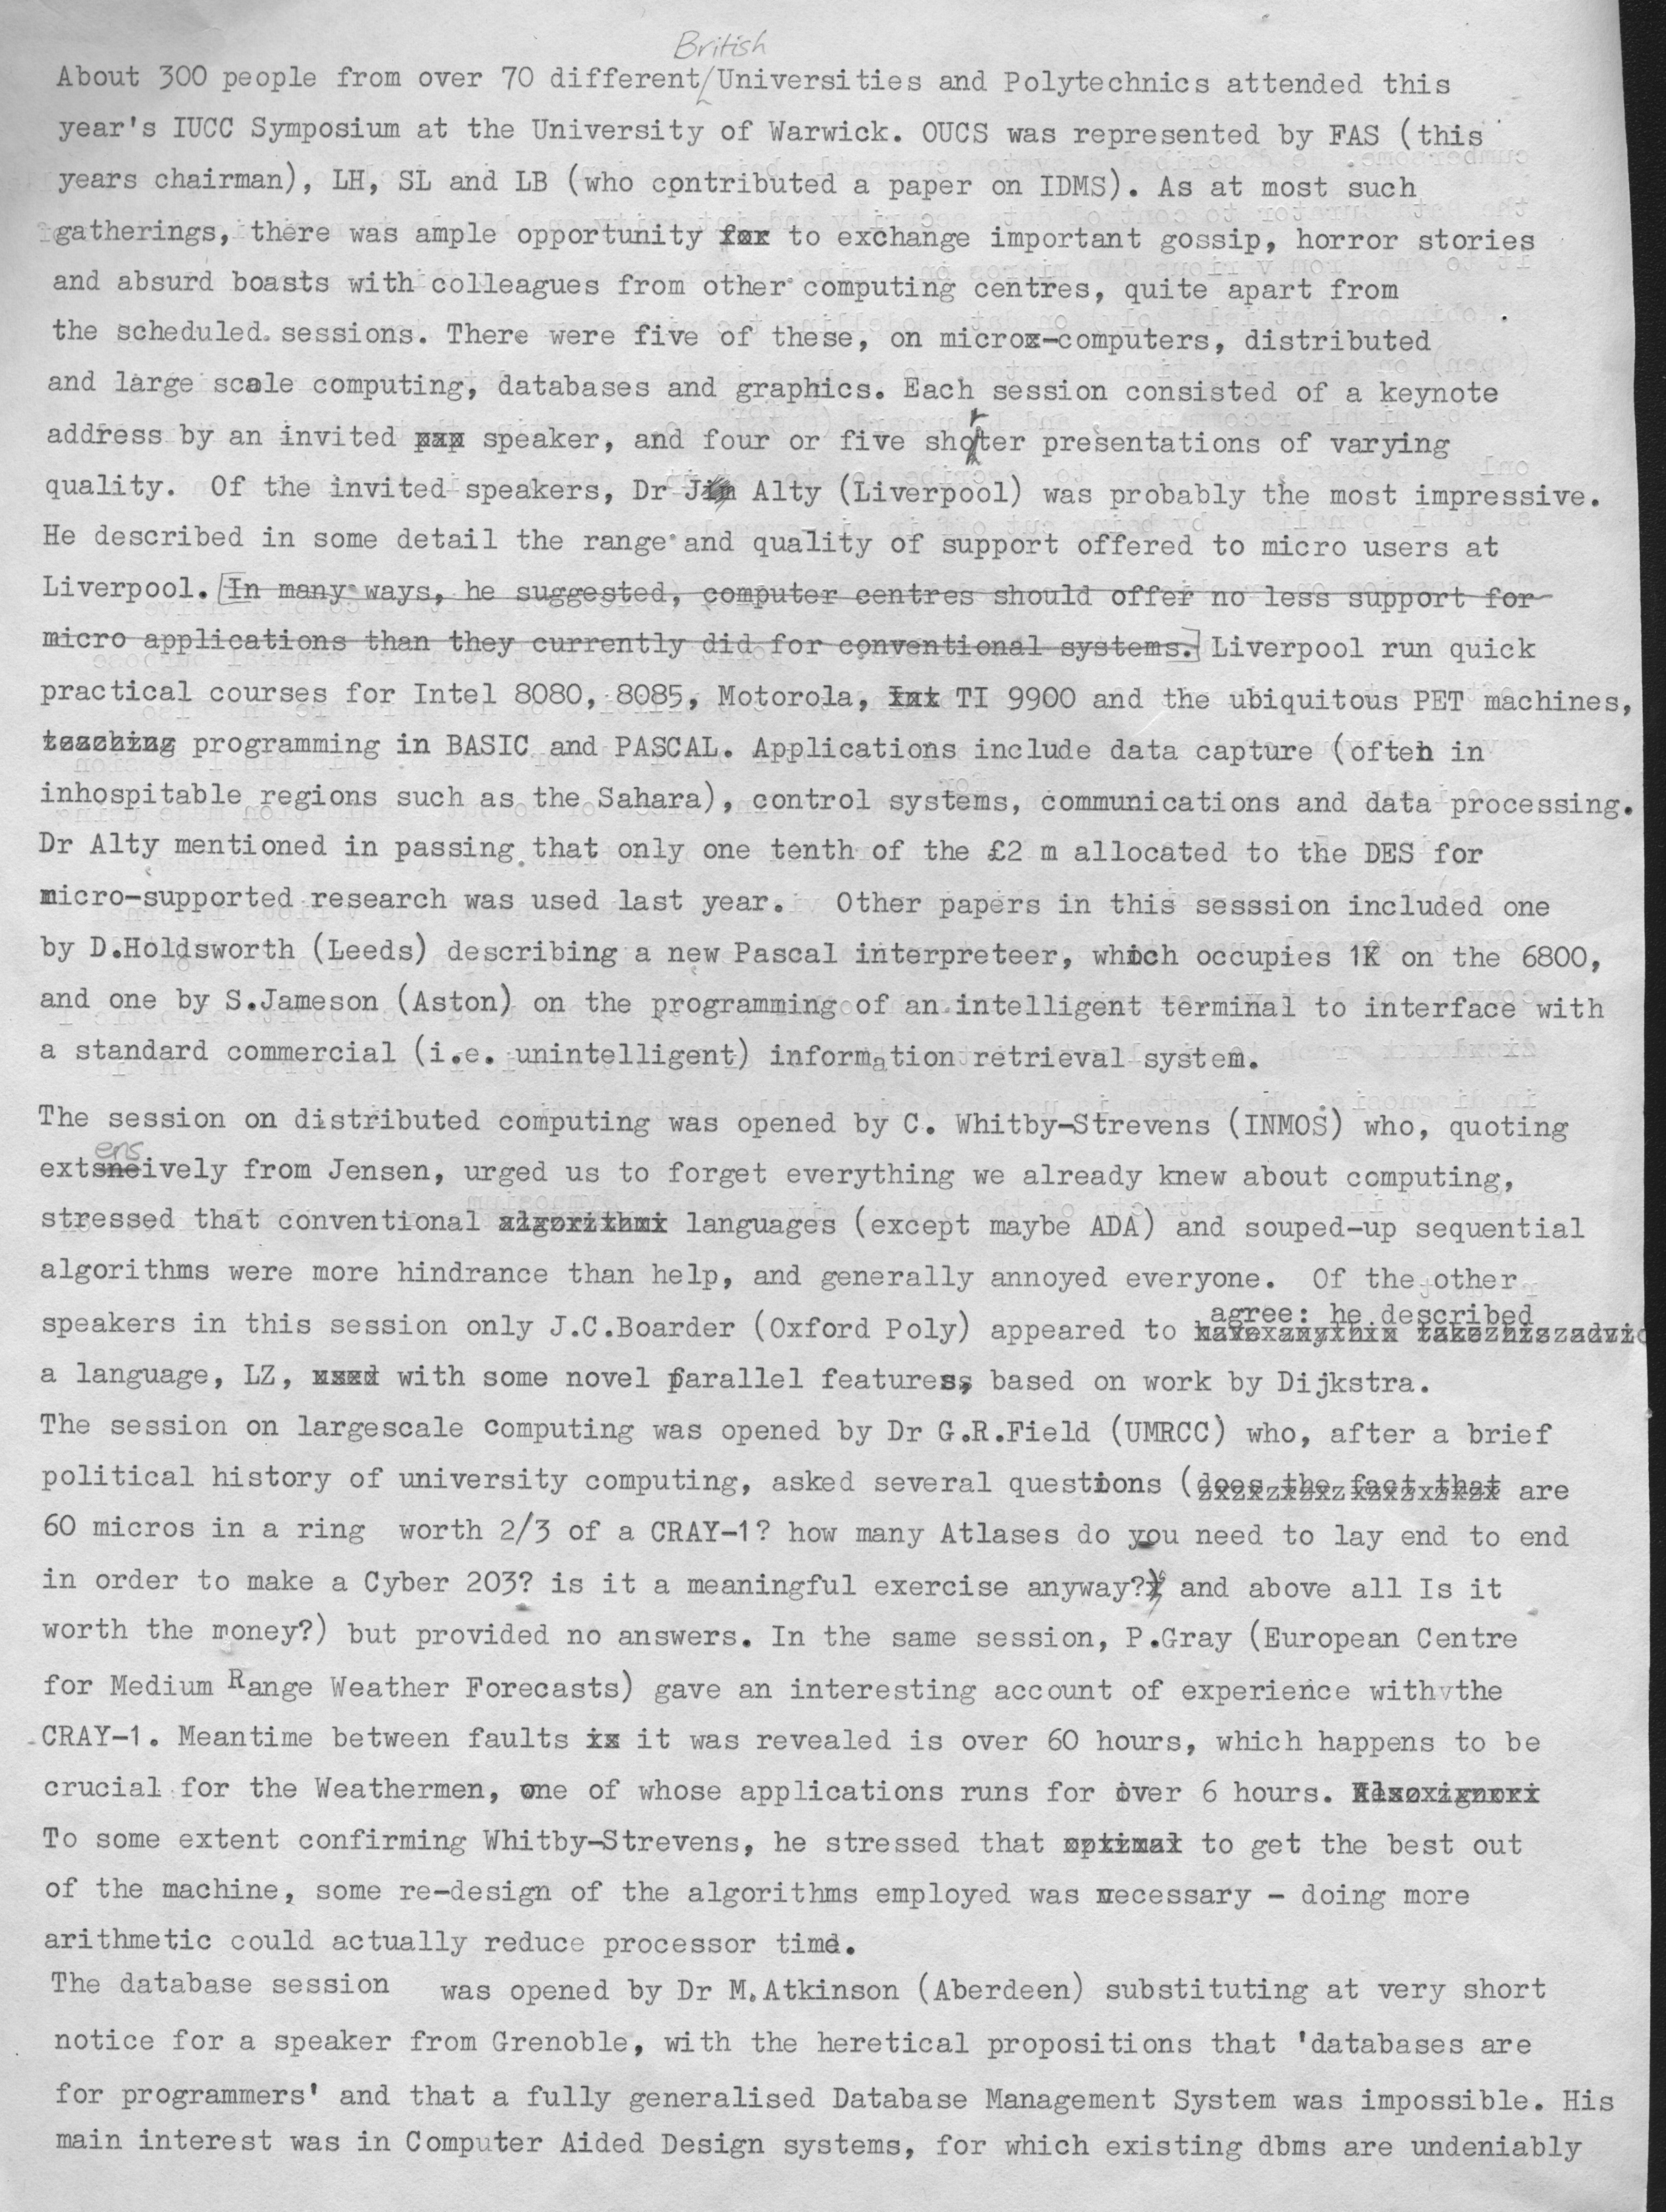 British
About 300 people from over 70 different Universities and Polytechnics attended this
year's IUCC Symposium at the University of Warwick. OUCS was represented by FAS (this
years chairman), LH, SL and LB (who contributed a paper on IDMS). As at most such
gatherings, there was ample opportunity for to exchange important gossip, horror stories
and absurd boasts with colleagues from other computing centres, quite apart from
the scheduled sessions. There were five of these, on micro-computers, distributed
and large scale computing, databases and graphics. Each session consisted of a keynote
address by an invited speaker, and four or five shorter presentations of varying
quality. Of the invited speakers, Dr Jim Alty (Liverpool) was probably the most impressive.
He described in some detail the range and quality of support offered to micro users at
Liverpool. [In many ways, he suggested, computer centres should offer no less support for
micro applications than they currently did for conventional systems.] Liverpool run quick
practical courses for Intel 8080, 8085, Motorola, Int TI 9900 and the ubiquitous PET machines,
teaching programming in BASIC and PASCAL. Applications include data capture (often in
inhospitable regions such as the Sahara), control systems, communications and data processing.
Dr Alty mentioned in passing that only one tenth of the £2 m allocated to the DES for
micro-supported research was used last year. Other papers in this sesssion included one
by D.Holdsworth (Leeds) describing a new Pascal interpreteer, which occupies 1K on the 6800,
and one by S.Jameson (Aston) on the programming of an intelligent terminal to interface with
a standard commercial (i.e. unintelligent) information retrieval system.
The session on distributed computing was opened by C. Whitby-Strevens (INMOS) who, quoting
ens
extsneively from Jensen, urged us to forget everything we already knew about computing,
stressed that conventional algorithmi languages (except maybe ADA) and souped-up sequential
algorithms were more hindrance than help, and generally annoyed everyone. Of the other
agree: he described
speakers in this session only J.C.Boarder (Oxford Poly) appeared to
a language, LZ, used with some novel parallel features, based on work by Dijkstra.
The session on largescale computing was opened by Dr G.R.Field (UMRCC) who, after a brief
political history of university computing, asked several questions (does the fact that are
60 micros in a ring worth 2/3 of a CRAY-1? how many Atlases do you need to lay end to end
in order to make a Cyber 203? is it a meaningful exercise anyway? and above all Is it
worth the money?) but provided no answers. In the same session, P.Gray (European Centre
for Medium Range Weather Forecasts) gave an interesting account of experience with the
CRAY-1. Meantime between faults is it was revealed is over 60 hours, which happens to be
crucial for the Weathermen, one of whose applications runs for over 6 hours.
To some extent confirming Whitby-Strevens, he stressed that optimal to get the best out
of the machine, some re-design of the algorithms employed was necessary - doing more
arithmetic could actually reduce processor time.
The database session was opened by Dr M.Atkinson (Aberdeen) substituting at very short
notice for a speaker from Grenoble, with the heretical propositions that 'databases are
for programmers' and that a fully generalised Database Management System was impossible. His
main interest was in Computer Aided Design systems, for which existing dbms are undeniably